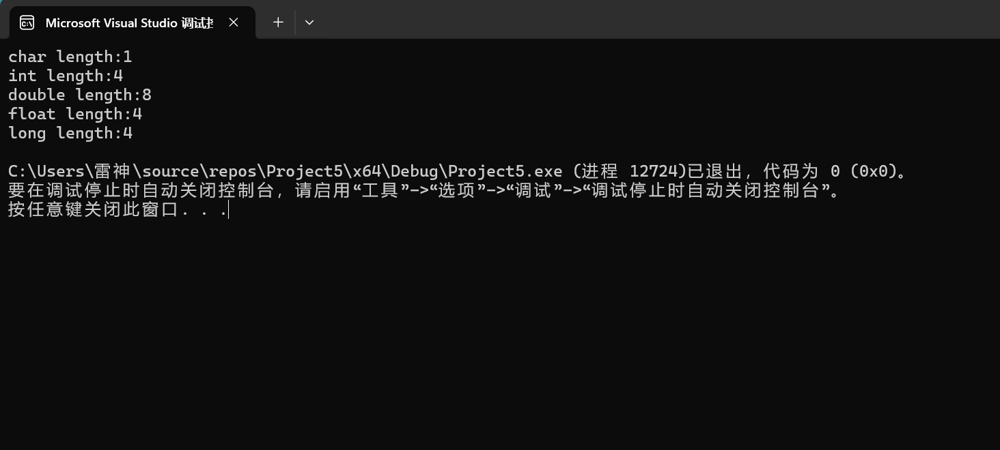 Microsoft Visual Studio 调试
char length:1
int length:4
double length:8
float length:4
long length:4
C:\Users\雷神\source\repos\Project5\x64\Debug\Project5.exe (进程 12724)已退出，代码为 0 (0x0)。
要在调试停止时自动关闭控制台，请启用“工具”->“选项”->“调试”->“调试停止时自动关闭控制台”。
按任意键关闭此窗口. . .